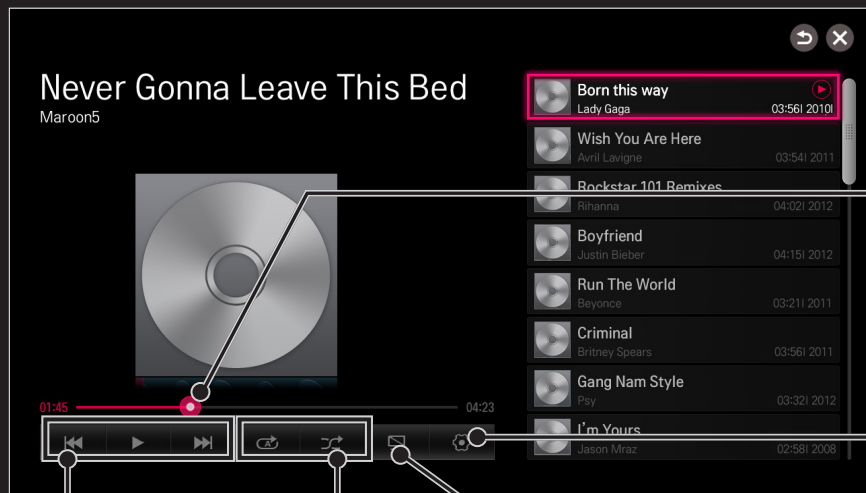 Never Gonna Leave This Bed
Maroon5
01:45
04:23
A
Born this way
Lady Gaga
03:56| 2010|
Wish You Are Here
Avril Lavigne
03:54| 2011
Rockstar 101 Remixes
Rihanna
04:02| 2012
Boyfriend
Justin Bieber
04:15| 2012
Run The World
Beyonce
03:21| 2011
Criminal
Britney Spears
03:56| 2011
Gang Nam Style
Psy
03:32| 2012
I'm Yours
Jason Mraz
02:58| 2008